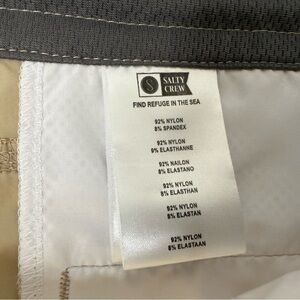 S SALTY
CREW
FIND REFUGE IN THE SEA
92% NYLON
8% SPANDEX
92% NYLON
8% ELASTHANNE
92% NAILON
8% ELASTANO
92% NYLON
8% ELASTHAN
92% NYLON
8% ELASTAN
92% NYLON
8% ELASTAAN